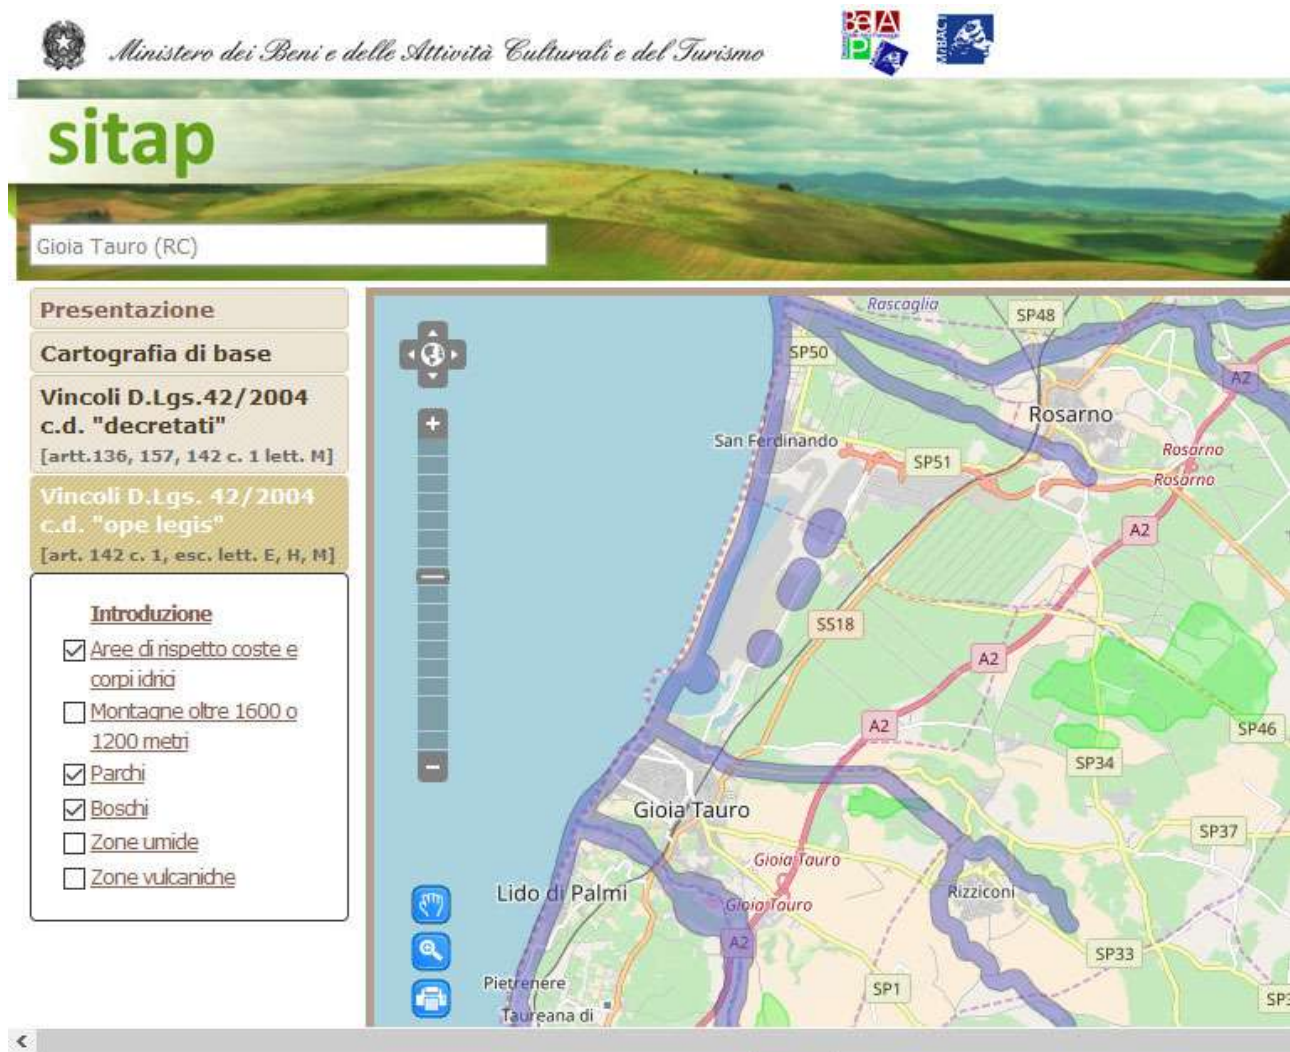 Ministero dei Beni e delle Attività Culturali e del Turismo
BeAP
MiBACT
sitap
Gioia Tauro (RC)
Presentazione
Cartografia di base
Vincoli D.Lgs.42/2004
c.d. "decretati"
[artt.136, 157, 142 c. 1 lett. M]
Vincoli D.Lgs. 42/2004
c.d. "ope legis"
[art. 142 c. 1, esc. lett. E, H, M]
Introduzione
Aree di rispetto coste e
corpi idrici
Montagne oltre 1600 o
1200 metri
Parchi
Boschi
Zone umide
Zone vulcaniche
Rascaglia
SP48
SP50
A2
Rosarno
San Ferdinando
SP51
Rosarno
Rosarno
A2
SS18
A2
A2
SP46
SP34
Gioia Tauro
SP37
Gioia Tauro
Lido di Palmi
Gioia Tauro
Rizziconi
A2
SP33
Pietrenere
SP1
Taureana di